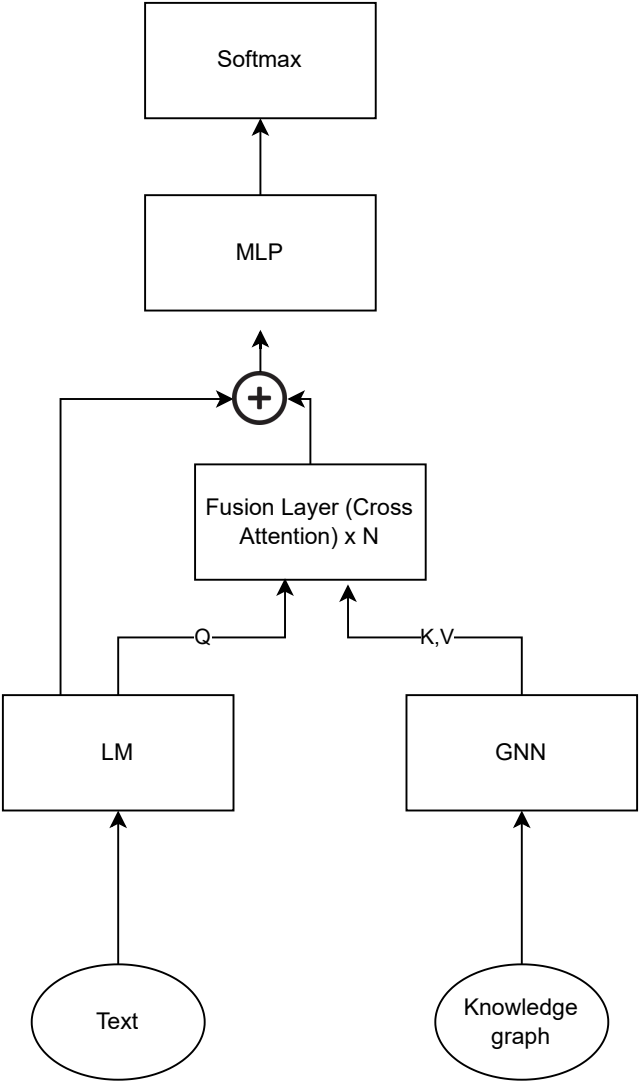 Softmax
MLP
+
Fusion Layer (Cross
Attention) x N
Q
K,V
LM
GNN
Text
Knowledge
graph